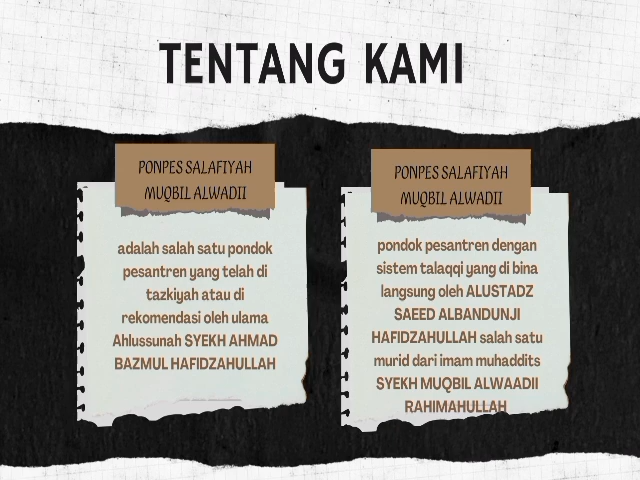 TENTANG KAMI
PONPES SALAFIYAH
MUQBIL ALWADII
adalah salah satu pondok
pesantren yang telah di
tazkiyah atau di
rekomendasi oleh ulama
Ahlussunah SYEKH AHMAD
BAZMUL HAFIDZAHULLAH
PONPES SALAFIYAH
MUQBIL ALWADII
pondok pesantren dengan
sistem talaqqi yang di bina
langsung oleh ALUSTADZ
SAEED ALBANDUNJI
HAFIDZAHULLAH salah satu
murid dari imam muhaddits
SYEKH MUQBIL ALWAADII
RAHIMAHULLAH